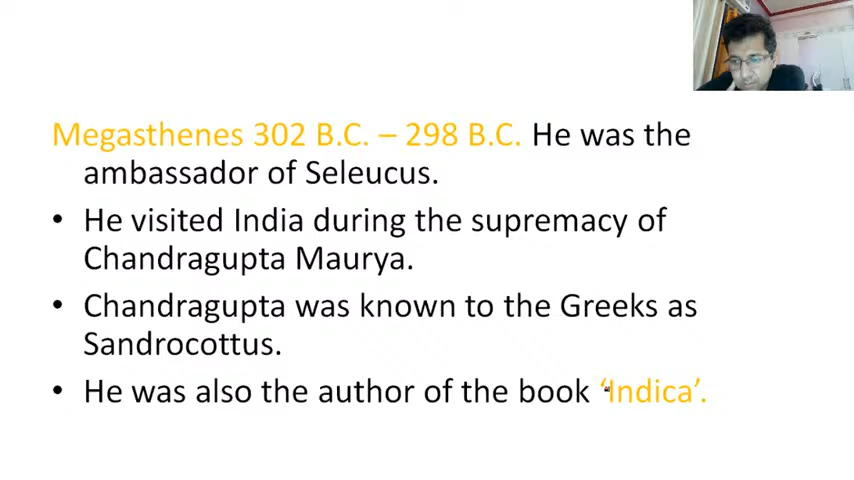 Megasthenes 302 B.C. – 298 B.C. He was the
ambassador of Seleucus.
• He visited India during the supremacy of
Chandragupta Maurya.
• Chandragupta was known to the Greeks as
Sandrocottus.
• He was also the author of the book ‘Indica’.